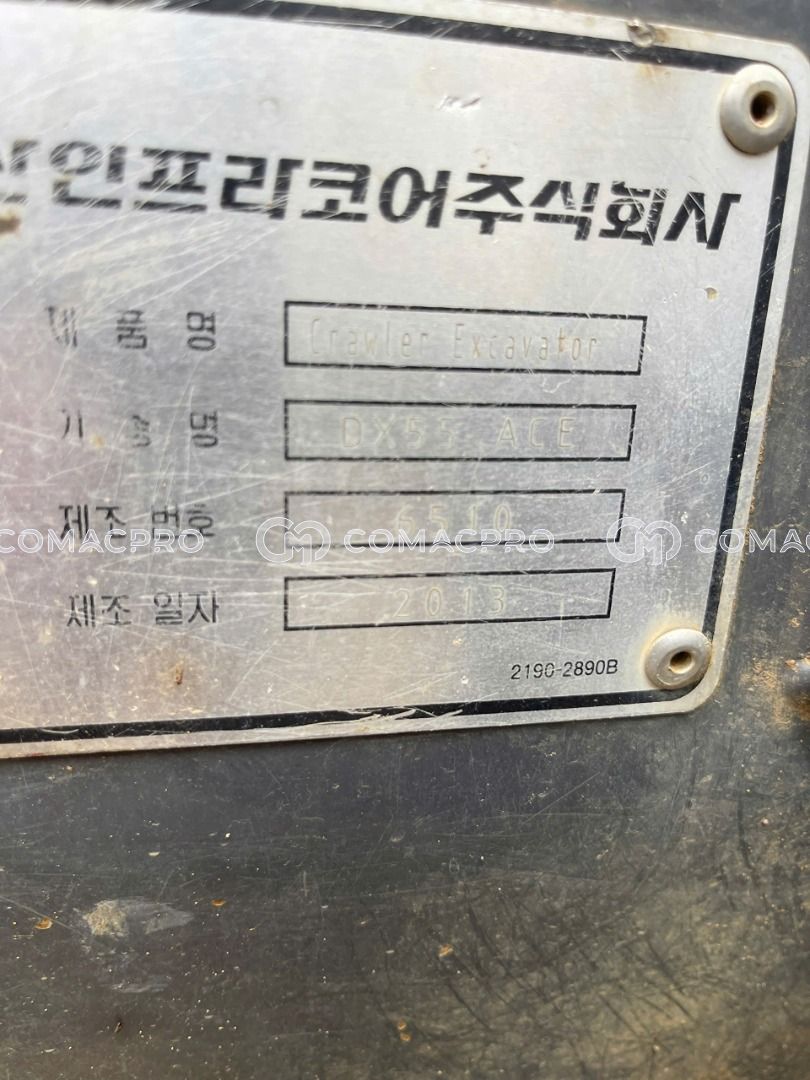 산인프라코어주식회사
제 품 명 Crawler Excavator
기 종 명 DX55 ACE
제조 번호 6510
제조 일자 2013
COMACPRO COMACPRO COMACPRO
2190-2890B